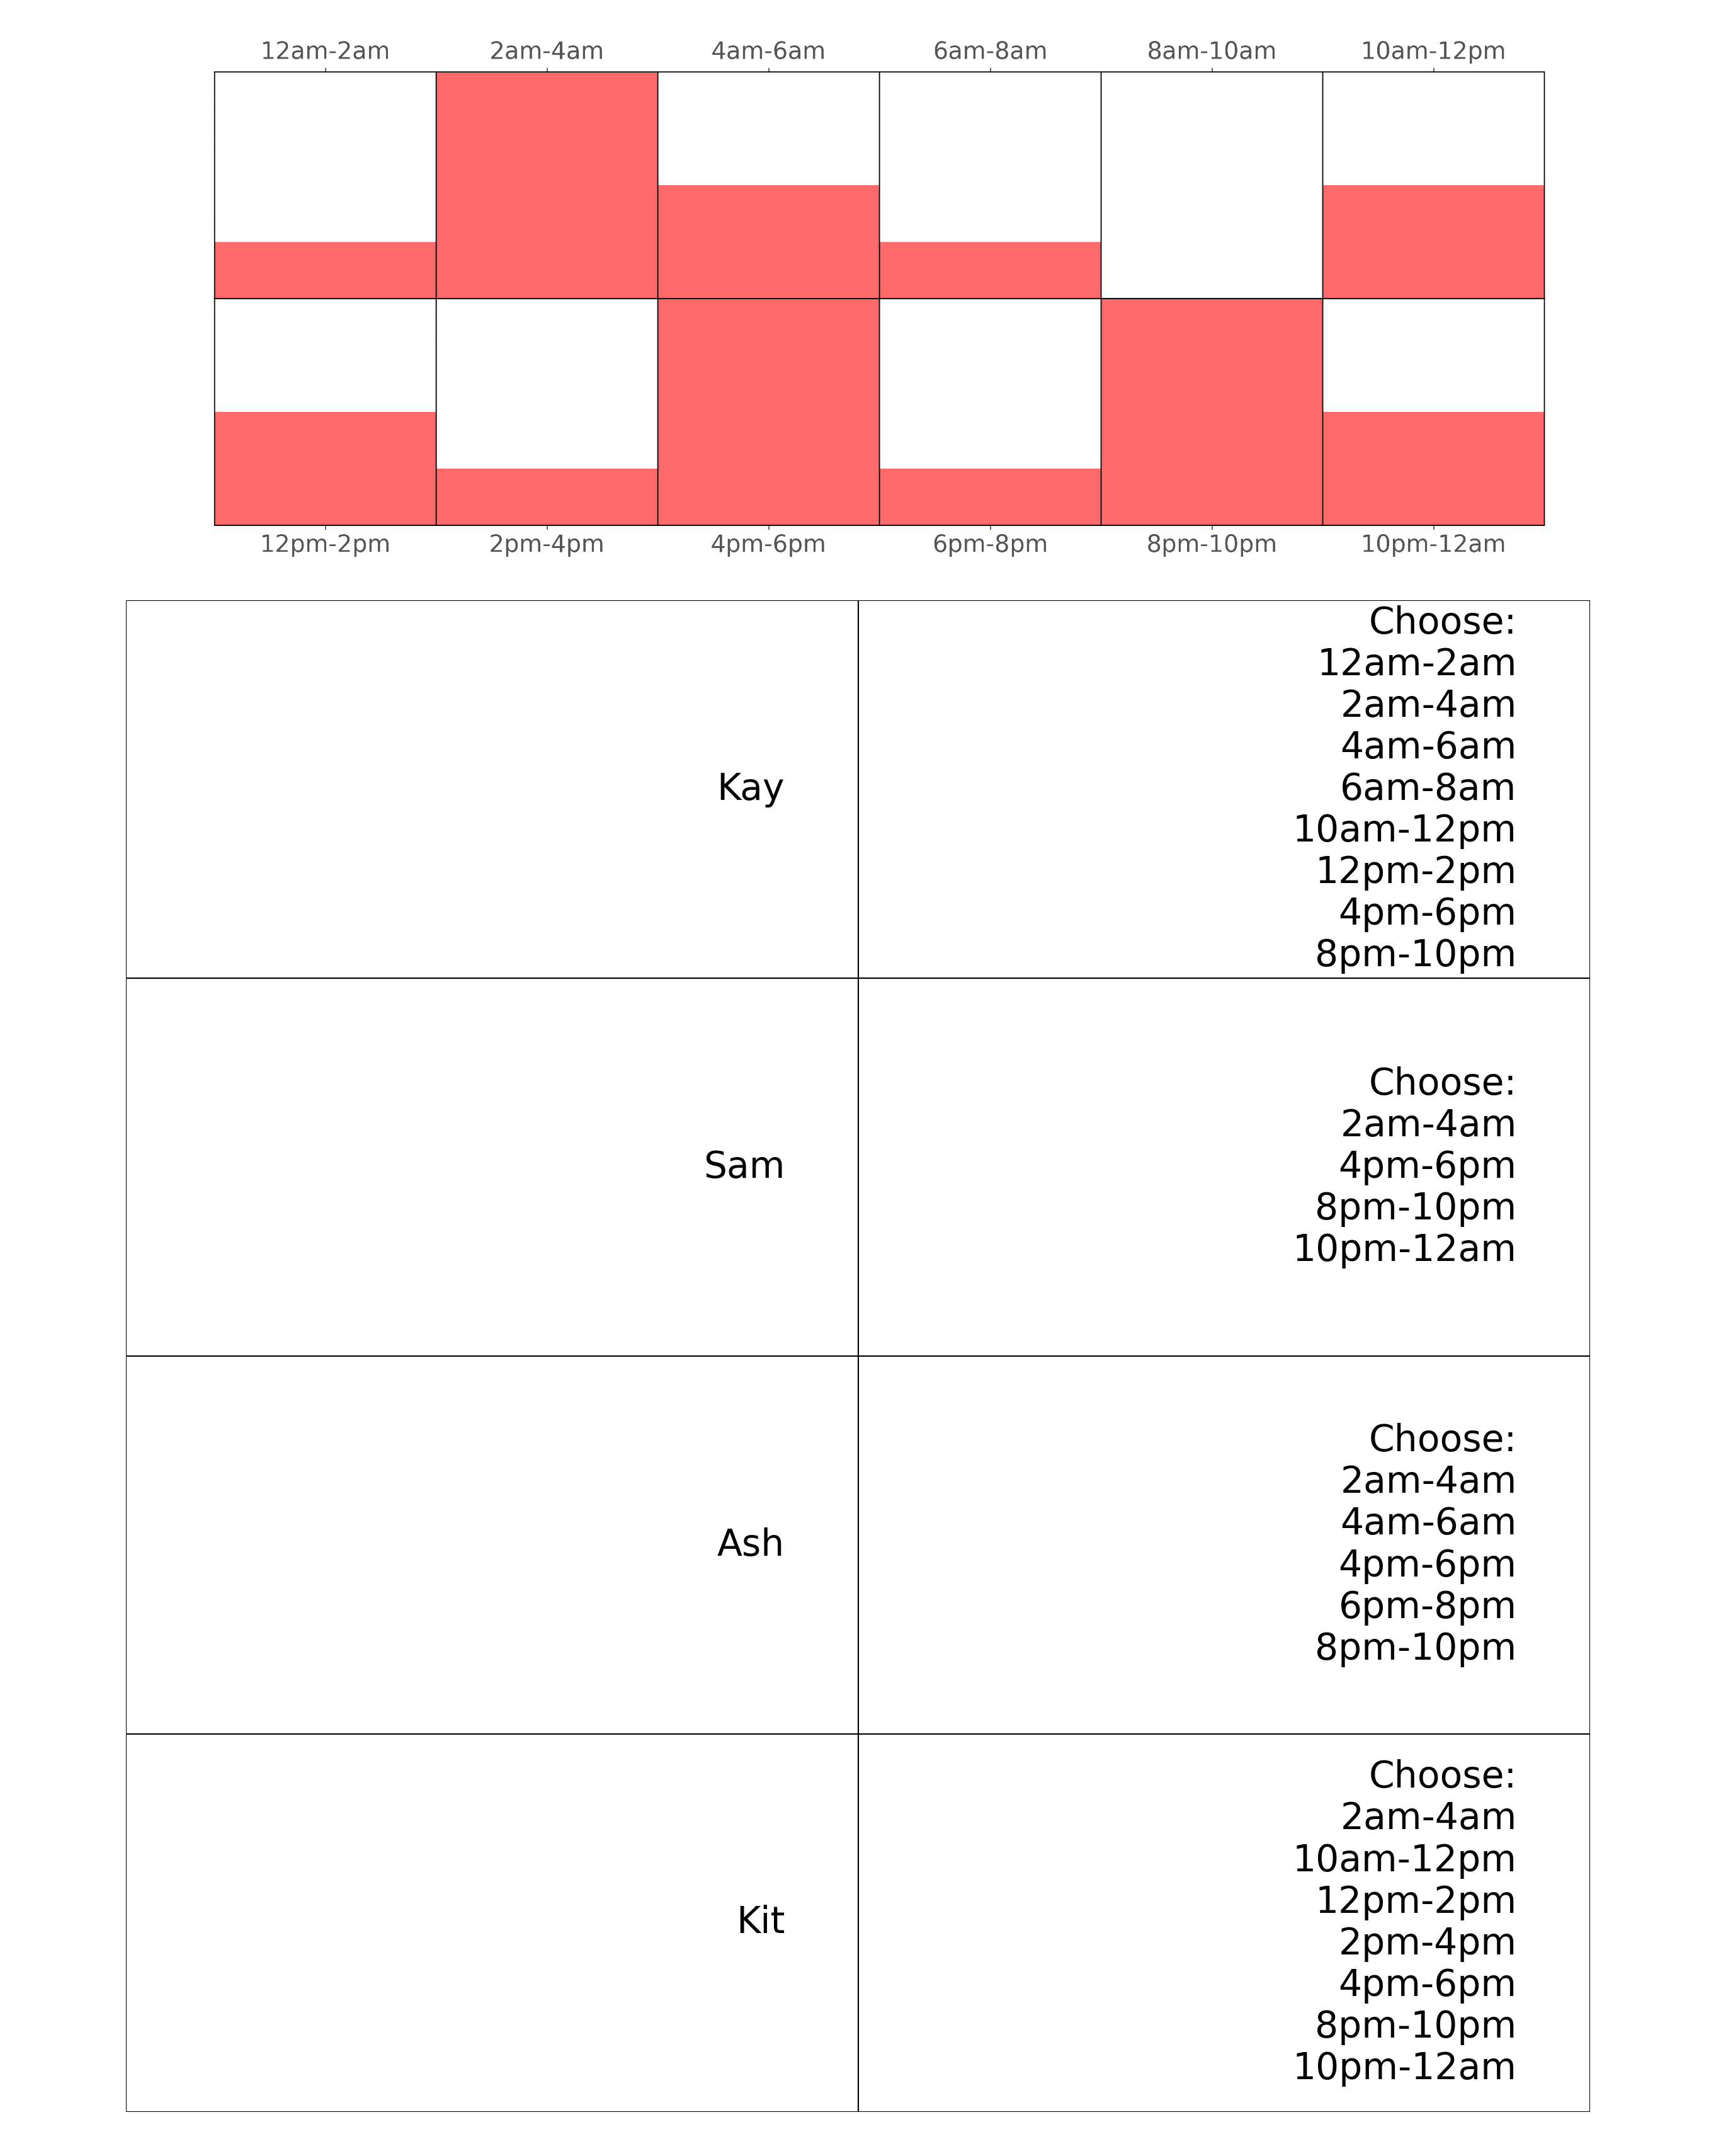 12am-2am 2am-4am 4am-6am 6am-8am 8am-10am 10am-12pm
12pm-2pm 2pm-4pm 4pm-6pm 6pm-8pm 8pm-10pm 10pm-12am
Kay
Choose:
12am-2am
2am-4am
4am-6am
6am-8am
10am-12pm
12pm-2pm
4pm-6pm
8pm-10pm
Sam
Choose:
2am-4am
4pm-6pm
8pm-10pm
10pm-12am
Ash
Choose:
2am-4am
4am-6am
4pm-6pm
6pm-8pm
8pm-10pm
Kit
Choose:
2am-4am
10am-12pm
12pm-2pm
2pm-4pm
4pm-6pm
8pm-10pm
10pm-12am